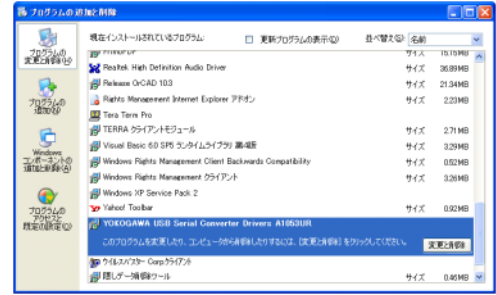 プログラムの追加と削除
現在インストールされているプログラム:
更新プログラムの表示(D)
並べ替え(S):
名前
プログラムの
変更と削除(H)
プログラムの
追加(N)
Windows
コンポーネントの
追加と削除(A)
プログラムの
アクセスと
既定の設定(O)
PrimoPDF サイズ 15.15MB
Realtek High Definition Audio Driver サイズ 36.89MB
Release OrCAD 10.3 サイズ 21.34MB
Rights Management Internet Explorer アドオン サイズ 2.23MB
Tera Term Pro
TERRA クライアントモジュール サイズ 2.71MB
Visual Basic 6.0 SP5 ランタイムライブラリ 第4版 サイズ 3.29MB
Windows Rights Management Client Backwards Compatibility サイズ 0.52MB
Windows Rights Management クライアント サイズ 3.26MB
Windows XP Service Pack 2
Yahoo! Toolbar サイズ 0.92MB
YOKOGAWA USB Serial Converter Drivers A1053UR
このプログラムを変更したり、コンピュータから削除したりするには、[変更と削除] をクリックしてください。
変更と削除
ウイルスバスター Corp.クライアント
隠しデータ掃除ツール サイズ 0.46MB